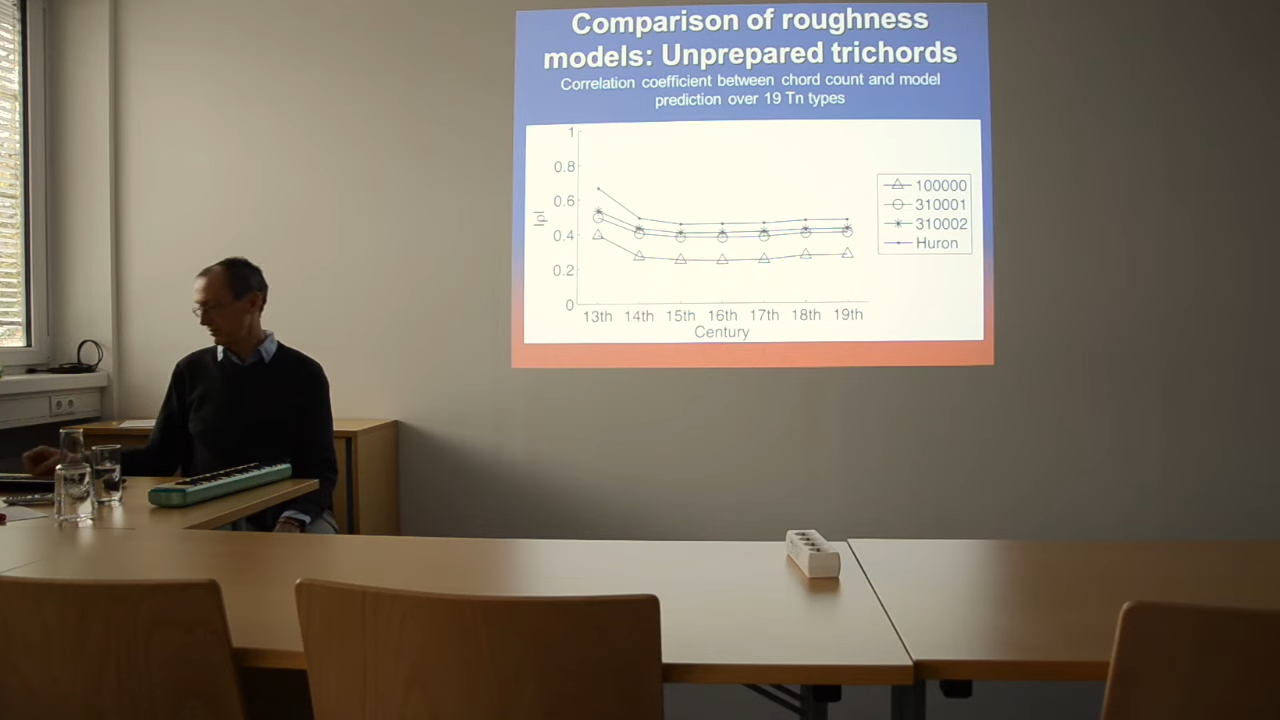 Comparison of roughness
models: Unprepared trichords
Correlation coefficient between chord count and model
prediction over 19 Tn types
1
0.8
0.6
0.4
0.2
0
|ρ|
13th 14th 15th 16th 17th 18th 19th
Century
100000
310001
310002
Huron